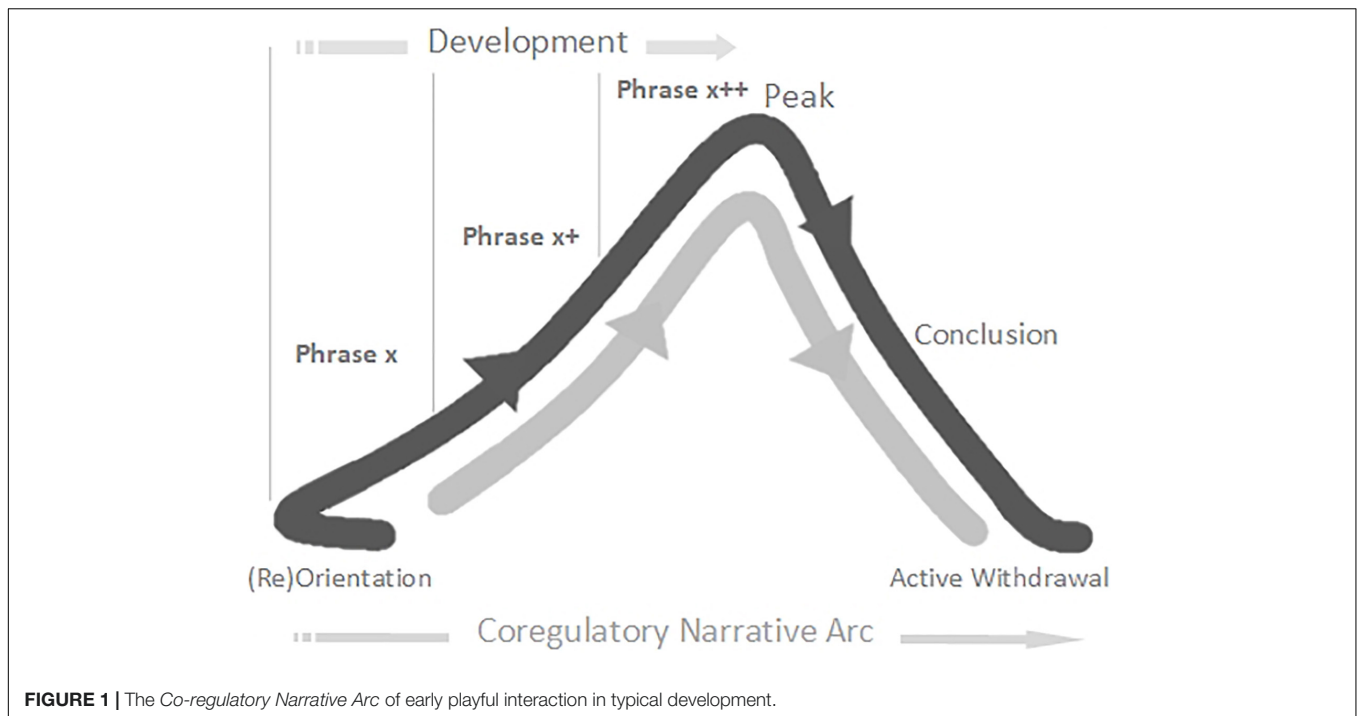 Development
Phrase x++ Peak
Phrase x+
Phrase x
Conclusion
(Re)Orientation
Active Withdrawal
Coregulatory Narrative Arc
FIGURE 1 | The Co-regulatory Narrative Arc of early playful interaction in typical development.